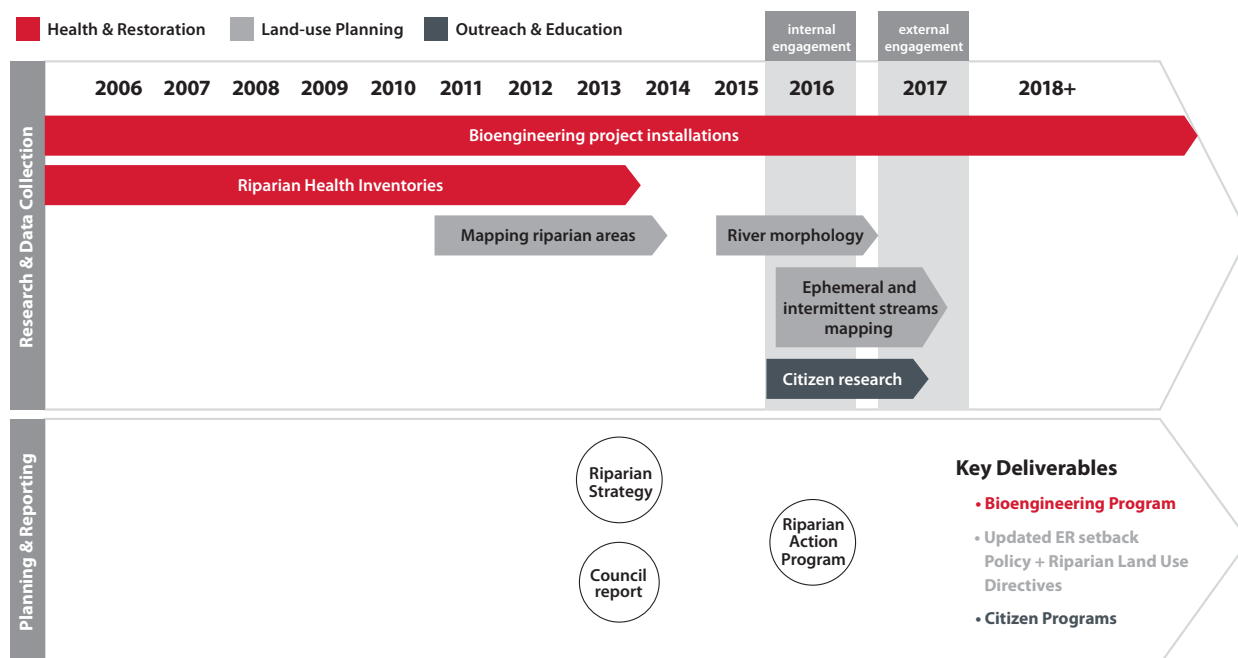 Health & Restoration
Land-use Planning
Outreach & Education
internal
engagement
external
engagement
Research & Data Collection
2006 2007 2008 2009 2010 2011 2012 2013 2014 2015 2016 2017 2018+
Bioengineering project installations
Riparian Health Inventories
Mapping riparian areas
River morphology
Ephemeral and
intermittent streams
mapping
Citizen research
Planning & Reporting
Riparian
Strategy
Council
report
Riparian
Action
Program
Key Deliverables
• Bioengineering Program
• Updated ER setback
Policy + Riparian Land Use
Directives
• Citizen Programs